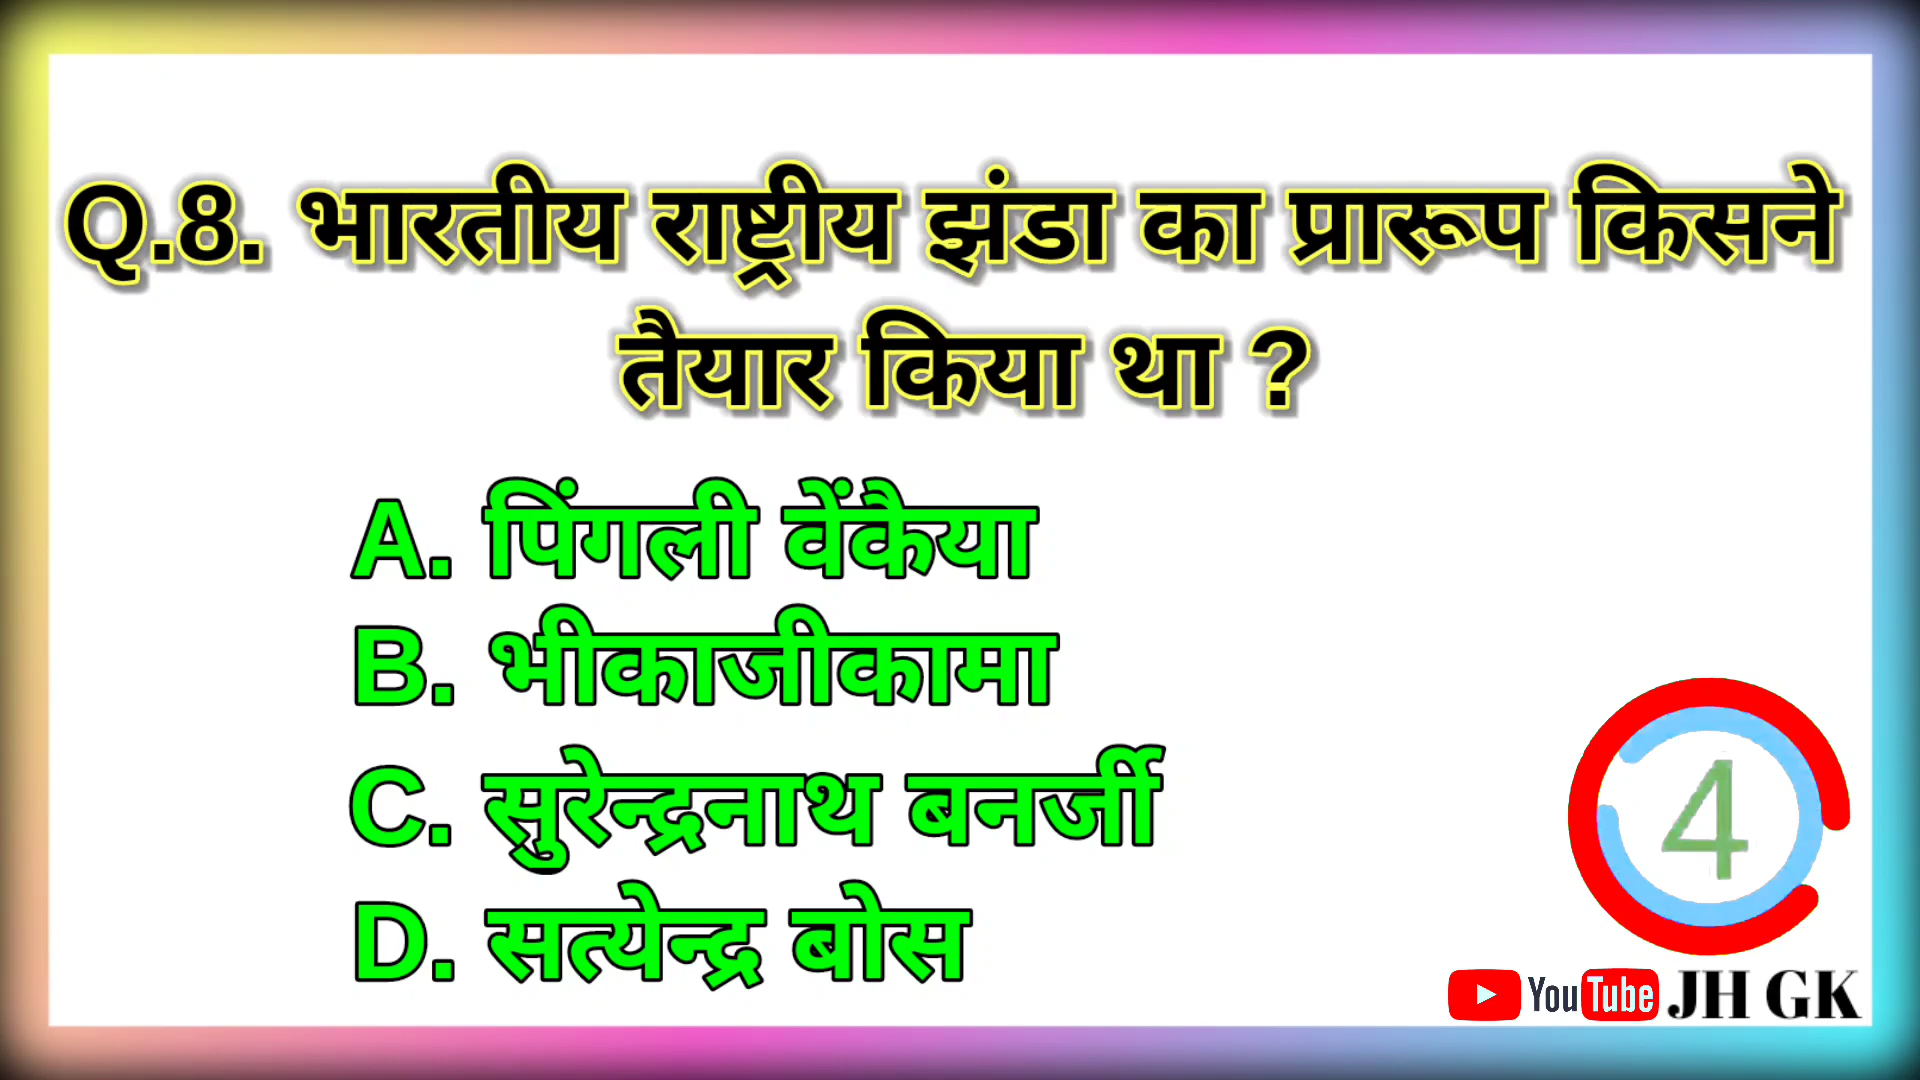 Q.8. भारतीय राष्ट्रीय झंडा का प्रारूप किसने
तैयार किया था ?
A. पिंगली वेंकैया
B. भीकाजीकामा
C. सुरेन्द्रनाथ बनर्जी
D. सत्येन्द्र बोस
4
YouTube JH GK